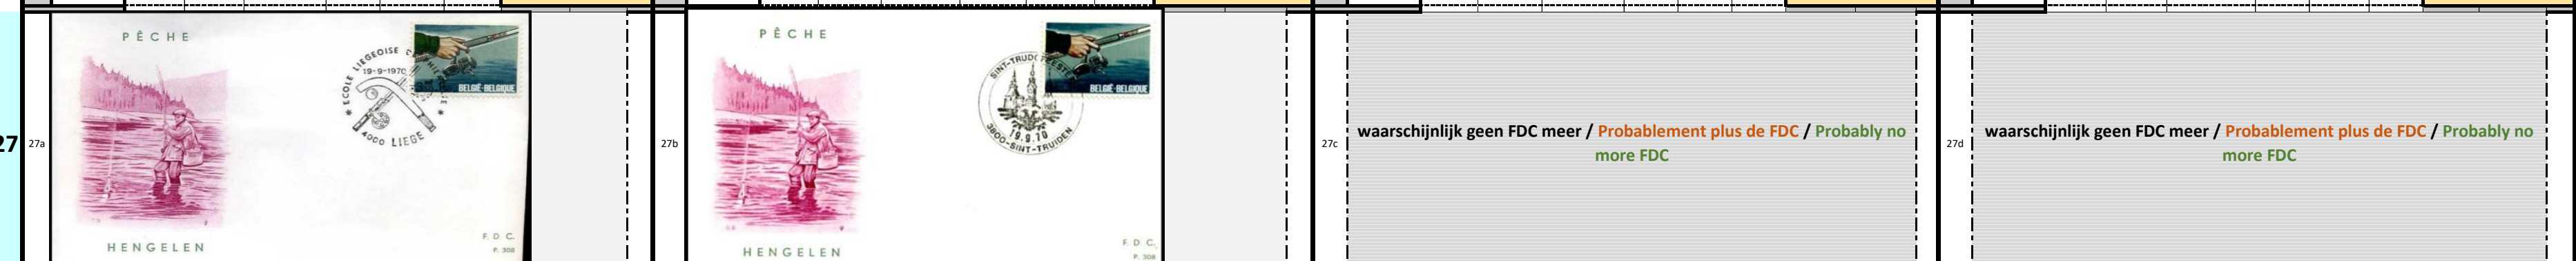 27
27a
PÊCHE
ECOLE LIEGEOISE
19-9-1970
4000 LIEGE
BELGIË-BELGIQUE
HENGELEN
F. D. C.
P. 308
27b
PÊCHE
19.9.70
3800-SINT-TRUIDEN
BELGIË-BELGIQUE
HENGELEN
F. D. C.
P. 308
27c
waarschijnlijk geen FDC meer / Probablement plus de FDC / Probably no
more FDC
27d
waarschijnlijk geen FDC meer / Probablement plus de FDC / Probably no
more FDC